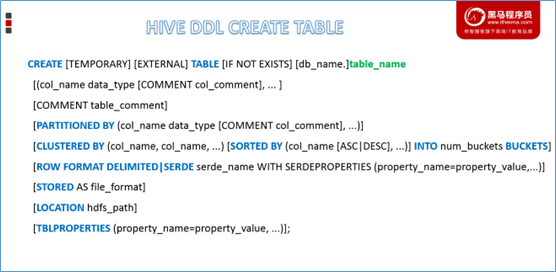 HIVE DDL CREATE TABLE
黑马程序员
www.itheima.com
传智播客旗下高端IT教育品牌
CREATE [TEMPORARY] [EXTERNAL] TABLE [IF NOT EXISTS] [db_name.]table_name
[(col_name data_type [COMMENT col_comment], ... ]
[COMMENT table_comment]
[PARTITIONED BY (col_name data_type [COMMENT col_comment], ...)]
[CLUSTERED BY (col_name, col_name, ...) [SORTED BY (col_name [ASC|DESC], ...)] INTO num_buckets BUCKETS]
[ROW FORMAT DELIMITED|SERDE serde_name WITH SERDEPROPERTIES (property_name=property_value,...)]
[STORED AS file_format]
[LOCATION hdfs_path]
[TBLPROPERTIES (property_name=property_value, ...)];